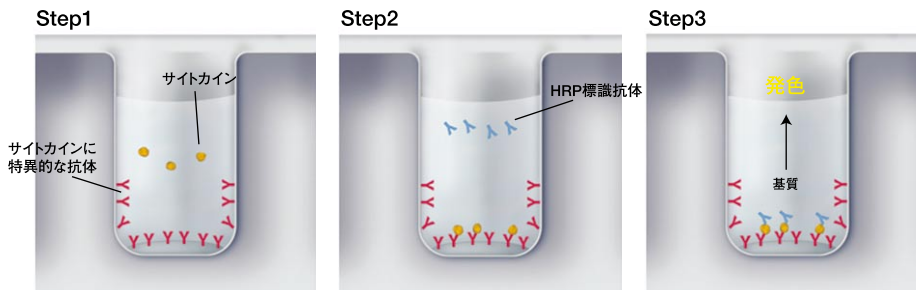 Step1
サイトカイン
サイトカインに
特異的な抗体
Step2
HRP標識抗体
Step3
発色
基質